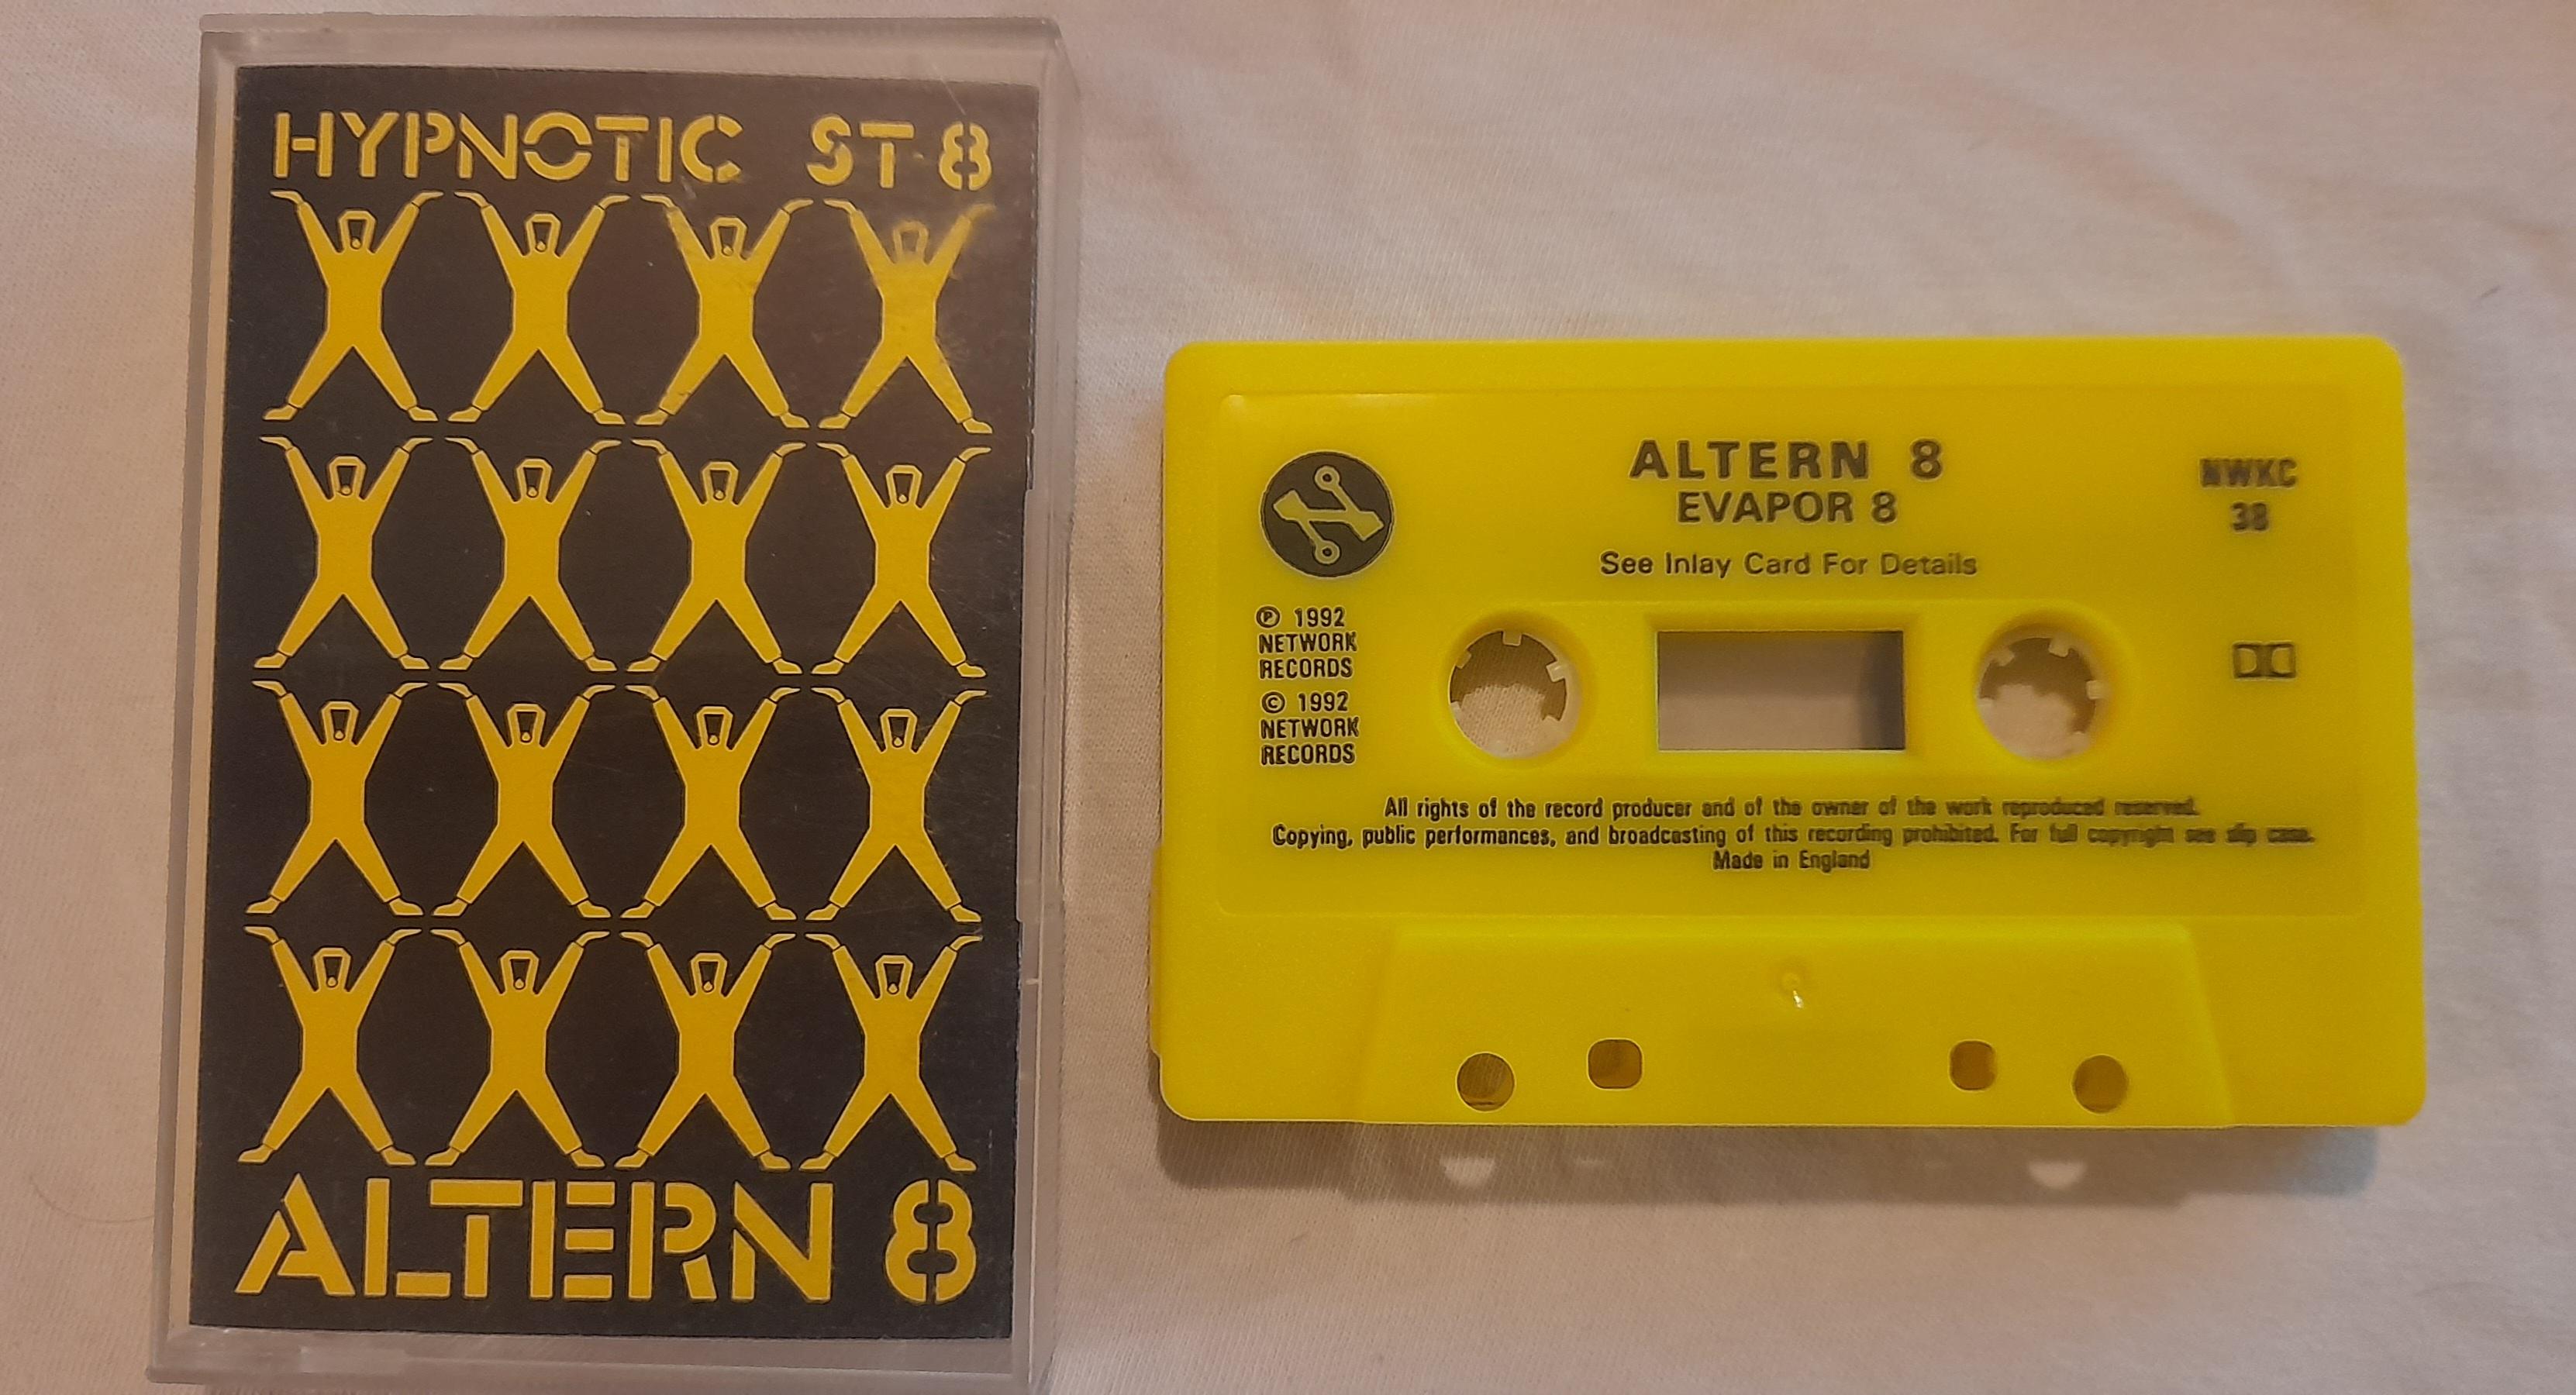 HYPNOTIC ST-8
ALTERN 8
ALTERN 8
EVAPOR 8
See Inlay Card For Details
NWKC
38
Ⓟ 1992
NETWORK
RECORDS
© 1992
NETWORK
RECORDS
All rights of the record producer and of the owner of the work reproduced reserved.
Copying, public performances, and broadcasting of this recording prohibited. For full copyright see slip case.
Made in England